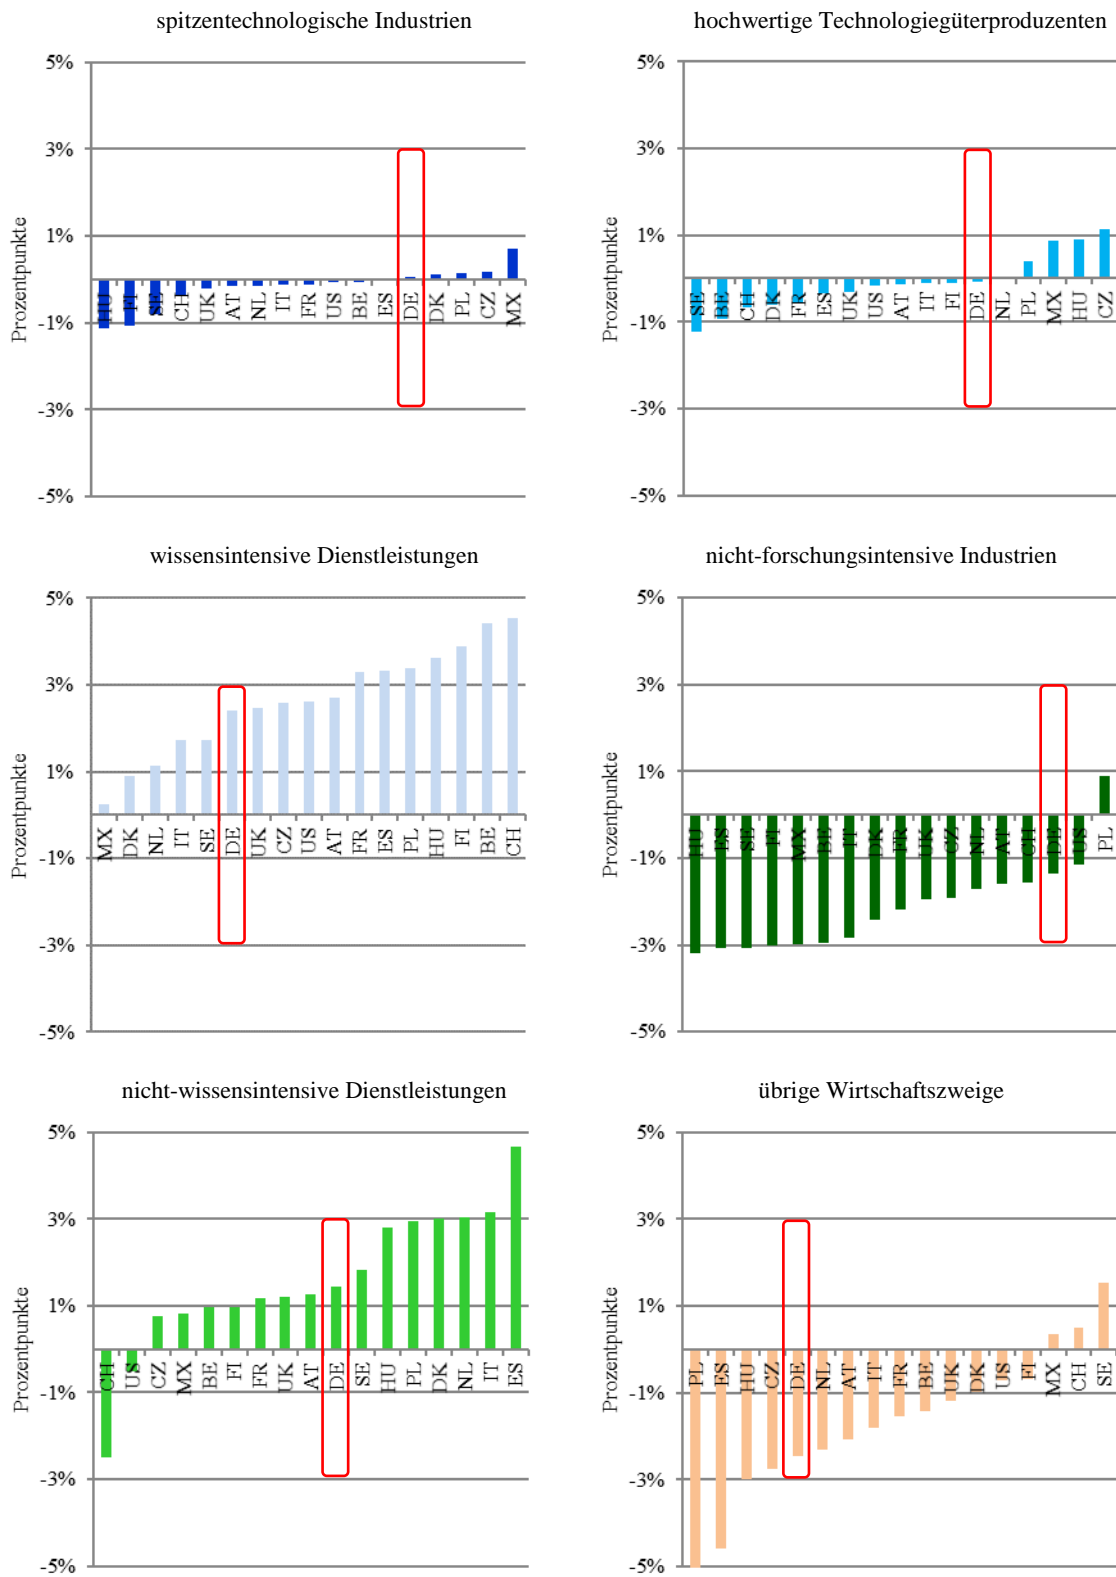 spitzentechnologische Industrien
5%
3%
1%
-1%
-3%
-5%
Prozentpunkte
HU FI SE CH UK AT NL IT FR US BE ES DE DK PL CZ MX
hochwertige Technologiegüterproduzenten
5%
3%
1%
-1%
-3%
-5%
Prozentpunkte
SE BE CH DK FR ES UK US AT IT FI DE NL PL MX HU CZ
wissensintensive Dienstleistungen
5%
3%
1%
-1%
-3%
-5%
Prozentpunkte
MX DK NL IT SE DE UK CZ US AT FR ES PL HU FI BE CH
nicht-forschungsintensive Industrien
5%
3%
1%
-1%
-3%
-5%
Prozentpunkte
HU ES SE FI MX BE IT DK FR UK CZ NL AT CH DE US PL
nicht-wissensintensive Dienstleistungen
5%
3%
1%
-1%
-3%
-5%
Prozentpunkte
CH US CZ MX BE FI FR UK AT DE SE HU PL DK NL IT ES
übrige Wirtschaftszweige
5%
3%
1%
-1%
-3%
-5%
Prozentpunkte
PL ES HU CZ DE NL AT IT FR BE UK DK US FI MX CH SE